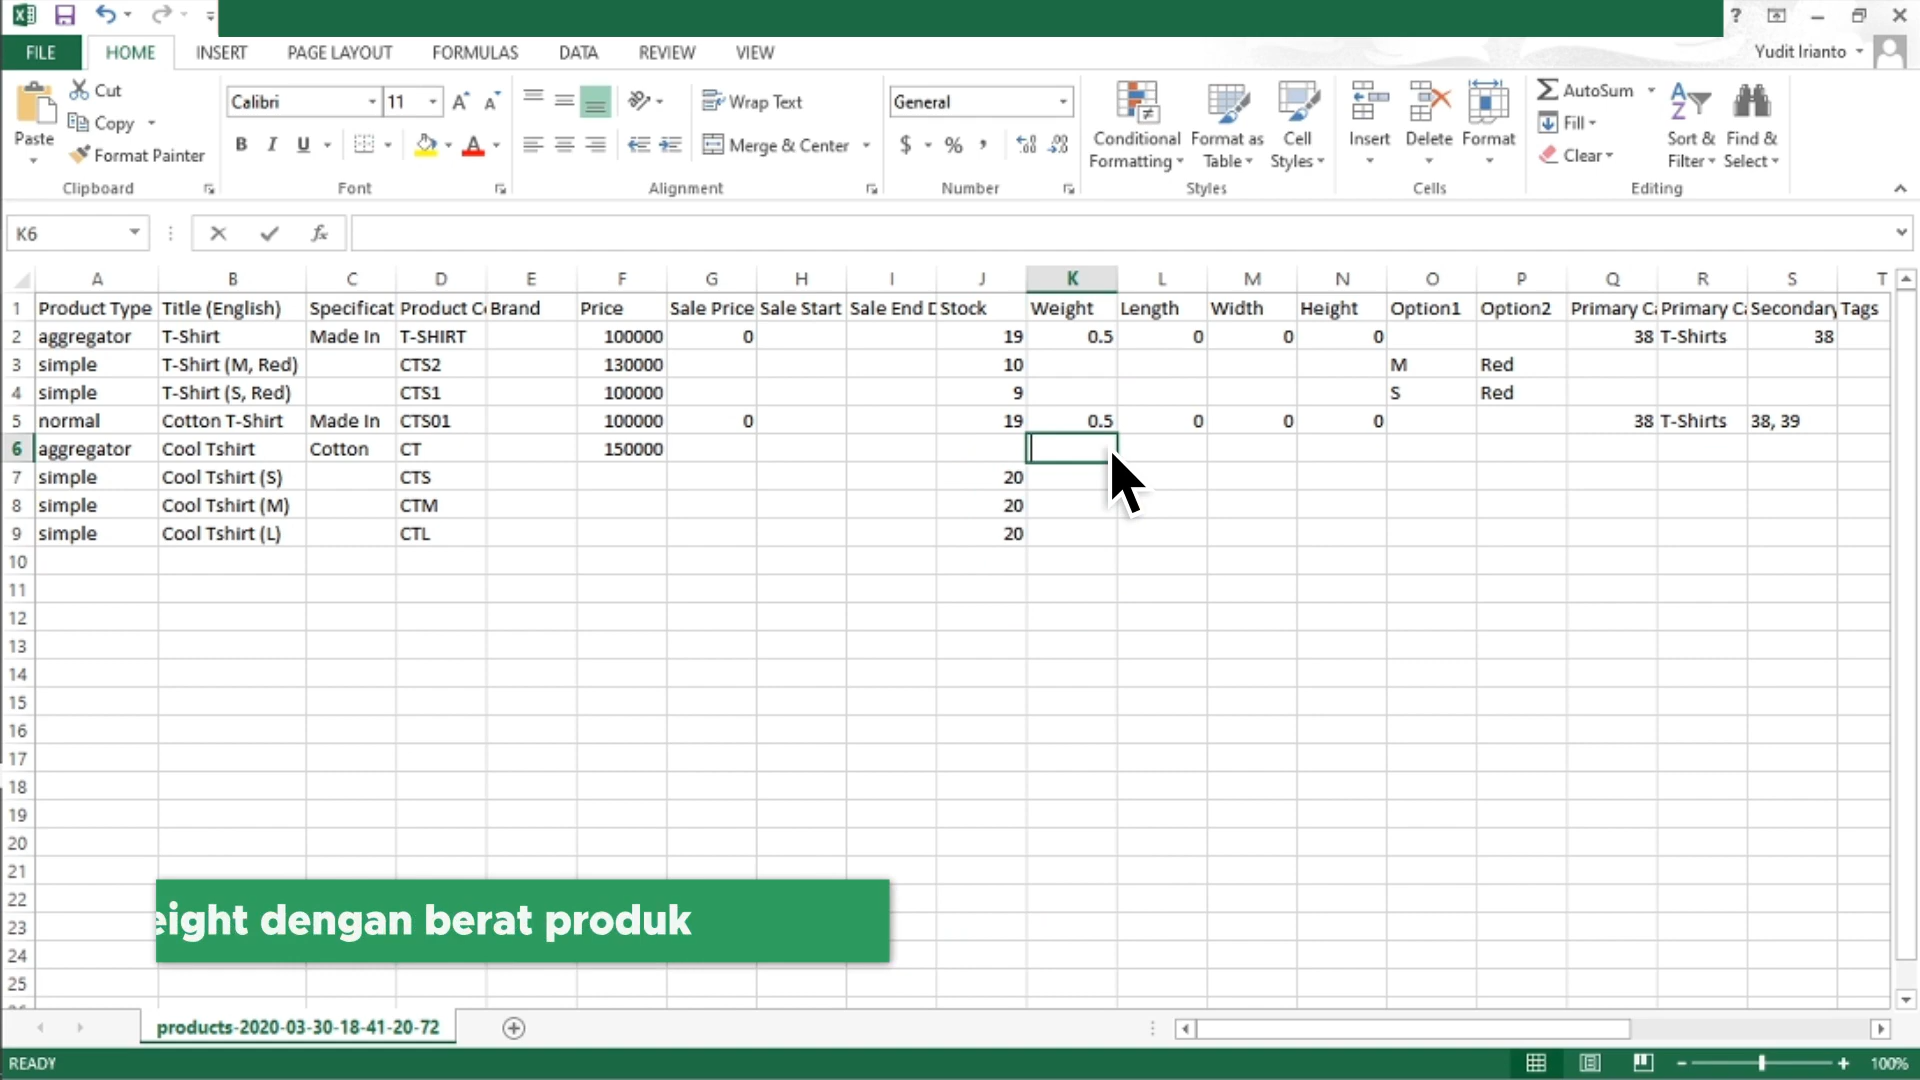 ?
FILE HOME INSERT PAGE LAYOUT FORMULAS DATA REVIEW VIEW Yudit Irianto
Cut
Copy
Format Painter
Paste
Clipboard
Calibri 11
B I U A
Font
Wrap Text
Merge & Center
Alignment
General
$ % ,
Number
Conditional Formatting
Format as Table
Cell Styles
Styles
Insert Delete Format
Cells
AutoSum
Fill
Clear
Sort & Filter
Find & Select
Editing
K6 fx
A B C D E F G H I J K L M N O P Q R S T
1 Product Type Title (English) Specificat Product C Brand Price Sale Price Sale Start Sale End D Stock Weight Length Width Height Option1 Option2 Primary Ca Primary Ca Secondary Tags
2 aggregator T-Shirt Made In T-SHIRT 100000 0 19 0.5 0 0 0 38 T-Shirts 38
3 simple T-Shirt (M, Red) CTS2 130000 10 M Red
4 simple T-Shirt (S, Red) CTS1 100000 9 S Red
5 normal Cotton T-Shirt Made In CTS01 100000 0 19 0.5 0 0 0 38 T-Shirts 38, 39
6 aggregator Cool Tshirt Cotton CT 150000
7 simple Cool Tshirt (S) CTS 20
8 simple Cool Tshirt (M) CTM 20
9 simple Cool Tshirt (L) CTL 20
10
11
12
13
14
15
16
17
18
19
20
21
22
23
24
25
eight dengan berat produk
products-2020-03-30-18-41-20-72
READY 100%